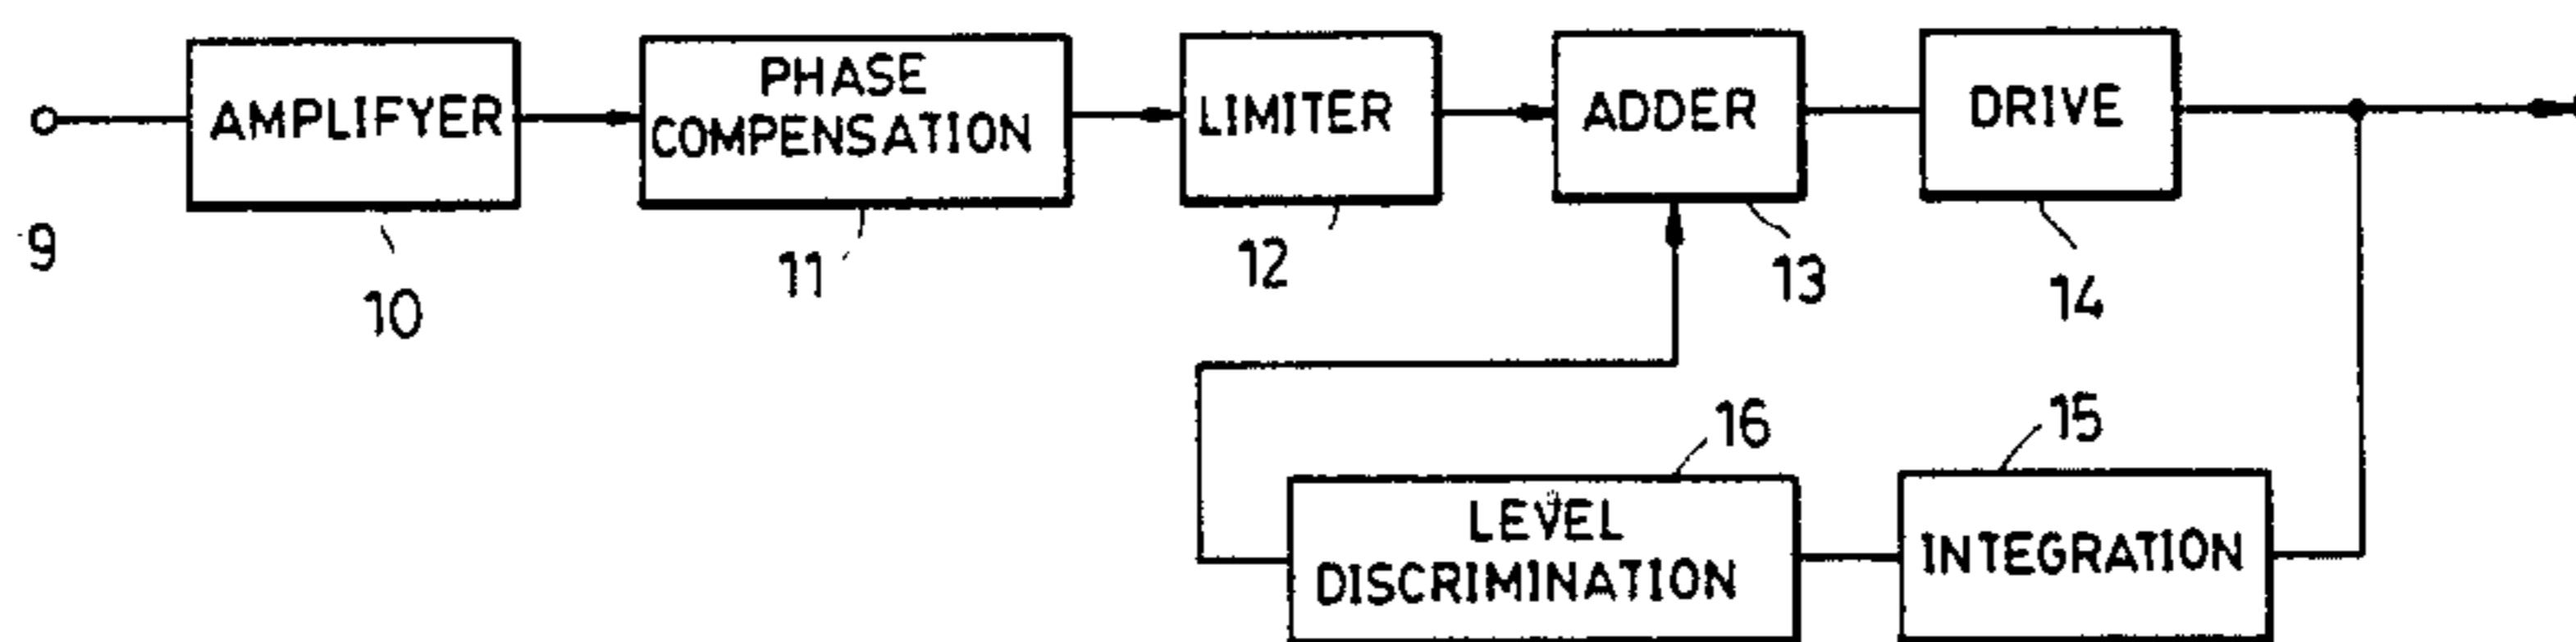 AMPLIFYER
PHASE
COMPENSATION
LIMITER
ADDER
DRIVE
9
10
11
12
13
14
16
15
LEVEL
DISCRIMINATION
INTEGRATION